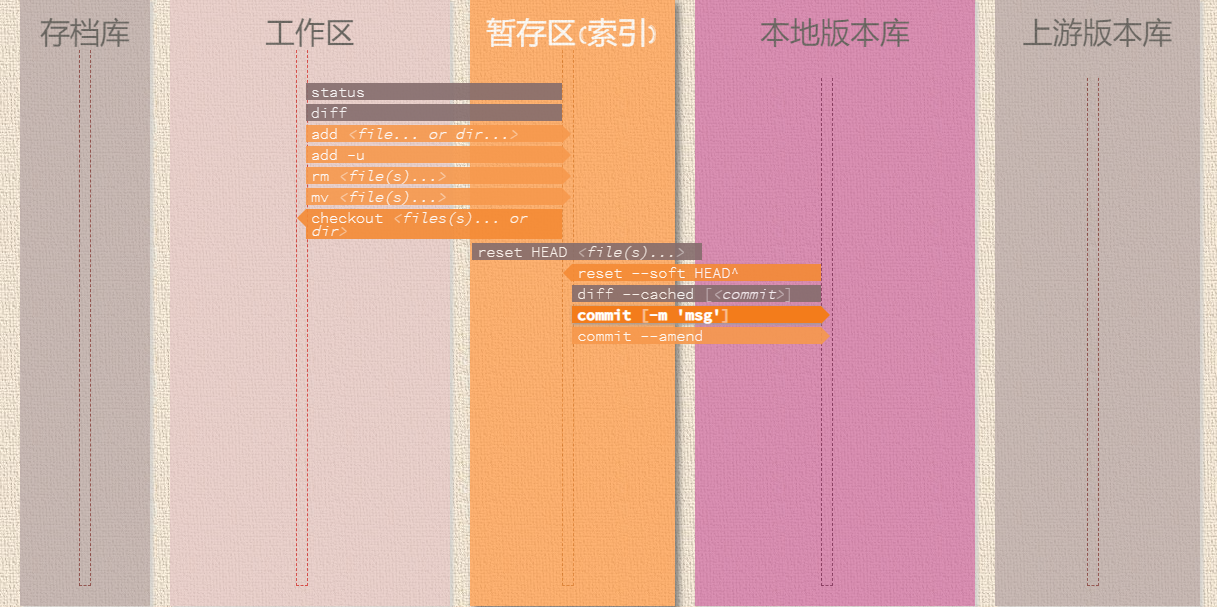 存档库
工作区
暂存区(索引)
本地版本库
上游版本库
status
diff
add <file... or dir...>
add -u
rm <file(s)...>
mv <file(s)...>
checkout <files(s)... or
dir>
reset HEAD <file(s)...>
reset --soft HEAD^
diff --cached [<commit>]
commit [-m 'msg']
commit --amend